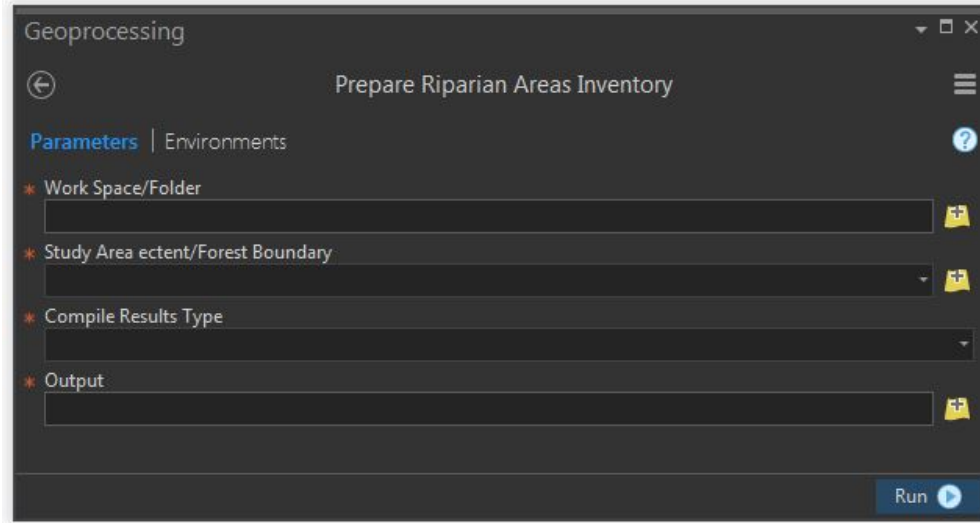 Geoprocessing
Prepare Riparian Areas Inventory
Parameters | Environments
* Work Space/Folder
* Study Area ectent/Forest Boundary
* Compile Results Type
* Output
Run